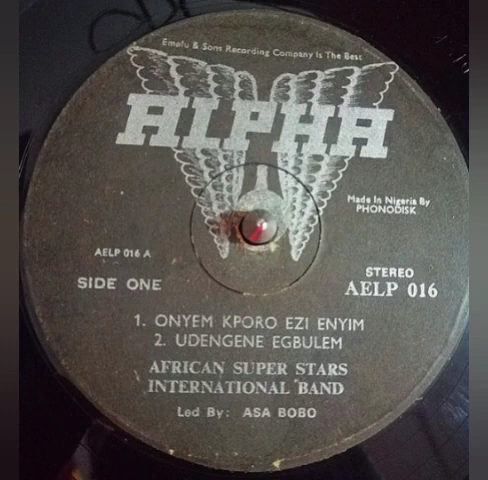 Emefu & Sons Recording Company Is The Best
ALPHA
Made In Nigeria By
PHONODISK
AELP 016 A
SIDE ONE
STEREO
AELP 016
1. ONYEM KPORO EZI ENYIM
2. UDENGENE EGBULEM
AFRICAN SUPER STARS
INTERNATIONAL BAND
Led By: ASA BOBO